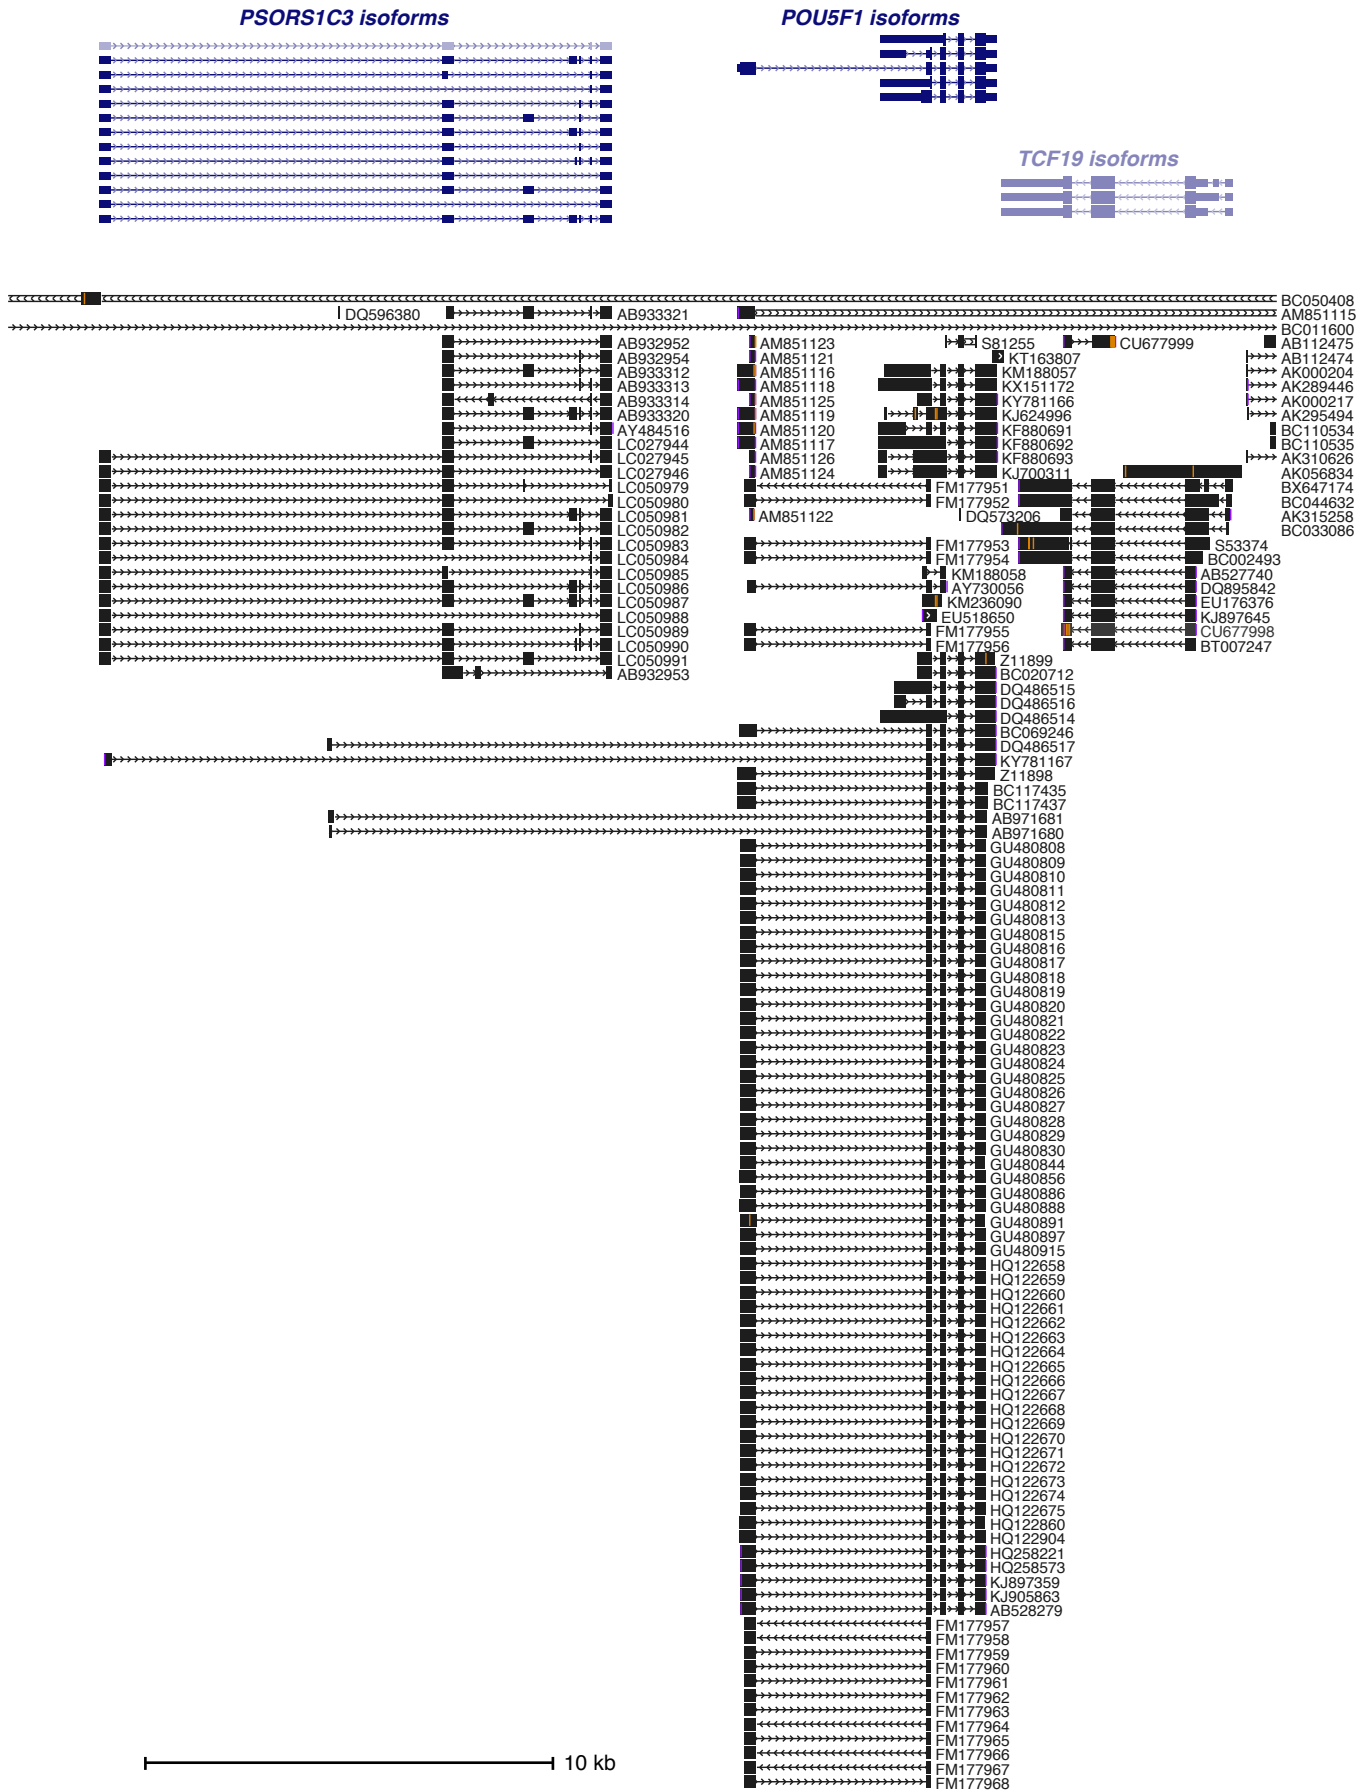 PSORS1C3 isoforms
POU5F1 isoforms
TCF19 isoforms
BC050408
DQ596380 AB933321 AM851115
BC011600
AB932952 AM851123 S81255 CU677999 AB112475
AB932954 AM851121 KT163807 AB112474
AB933312 AM851116 KM188057 AK000204
AB933313 AM851118 KX151172 AK289446
AB933314 AM851125 KY781166 AK000217
AB933320 AM851119 KJ624996 AK295494
AY484516 AM851120 KF880691 BC110534
LC027944 AM851117 KF880692 BC110535
LC027945 AM851126 KF880693 AK310626
LC027946 AM851124 KJ700311 AK056834
LC050979 FM177951 BX647174
LC050980 FM177952 BC044632
LC050981 AM851122 DQ573206 AK315258
LC050982 BC033086
LC050983 FM177953 S53374
LC050984 FM177954 BC002493
LC050985 KM188058 AB527740
LC050986 AY730056 DQ895842
LC050987 KM236090 EU176376
LC050988 EU518650 KJ897645
LC050989 FM177955 CU677998
LC050990 FM177956 BT007247
LC050991 Z11899
AB932953 BC020712
DQ486515
DQ486516
DQ486514
BC069246
DQ486517
KY781167
Z11898
BC117435
BC117437
AB971681
AB971680
GU480808
GU480809
GU480810
GU480811
GU480812
GU480813
GU480815
GU480816
GU480817
GU480818
GU480819
GU480820
GU480821
GU480822
GU480823
GU480824
GU480825
GU480826
GU480827
GU480828
GU480829
GU480830
GU480844
GU480856
GU480886
GU480888
GU480891
GU480897
GU480915
HQ122658
HQ122659
HQ122660
HQ122661
HQ122662
HQ122663
HQ122664
HQ122665
HQ122666
HQ122667
HQ122668
HQ122669
HQ122670
HQ122671
HQ122672
HQ122673
HQ122674
HQ122675
HQ122860
HQ122904
HQ258221
HQ258573
KJ897359
KJ905863
AB528279
FM177957
FM177958
FM177959
FM177960
FM177961
FM177962
FM177963
FM177964
FM177965
10 kb FM177966
FM177967
FM177968